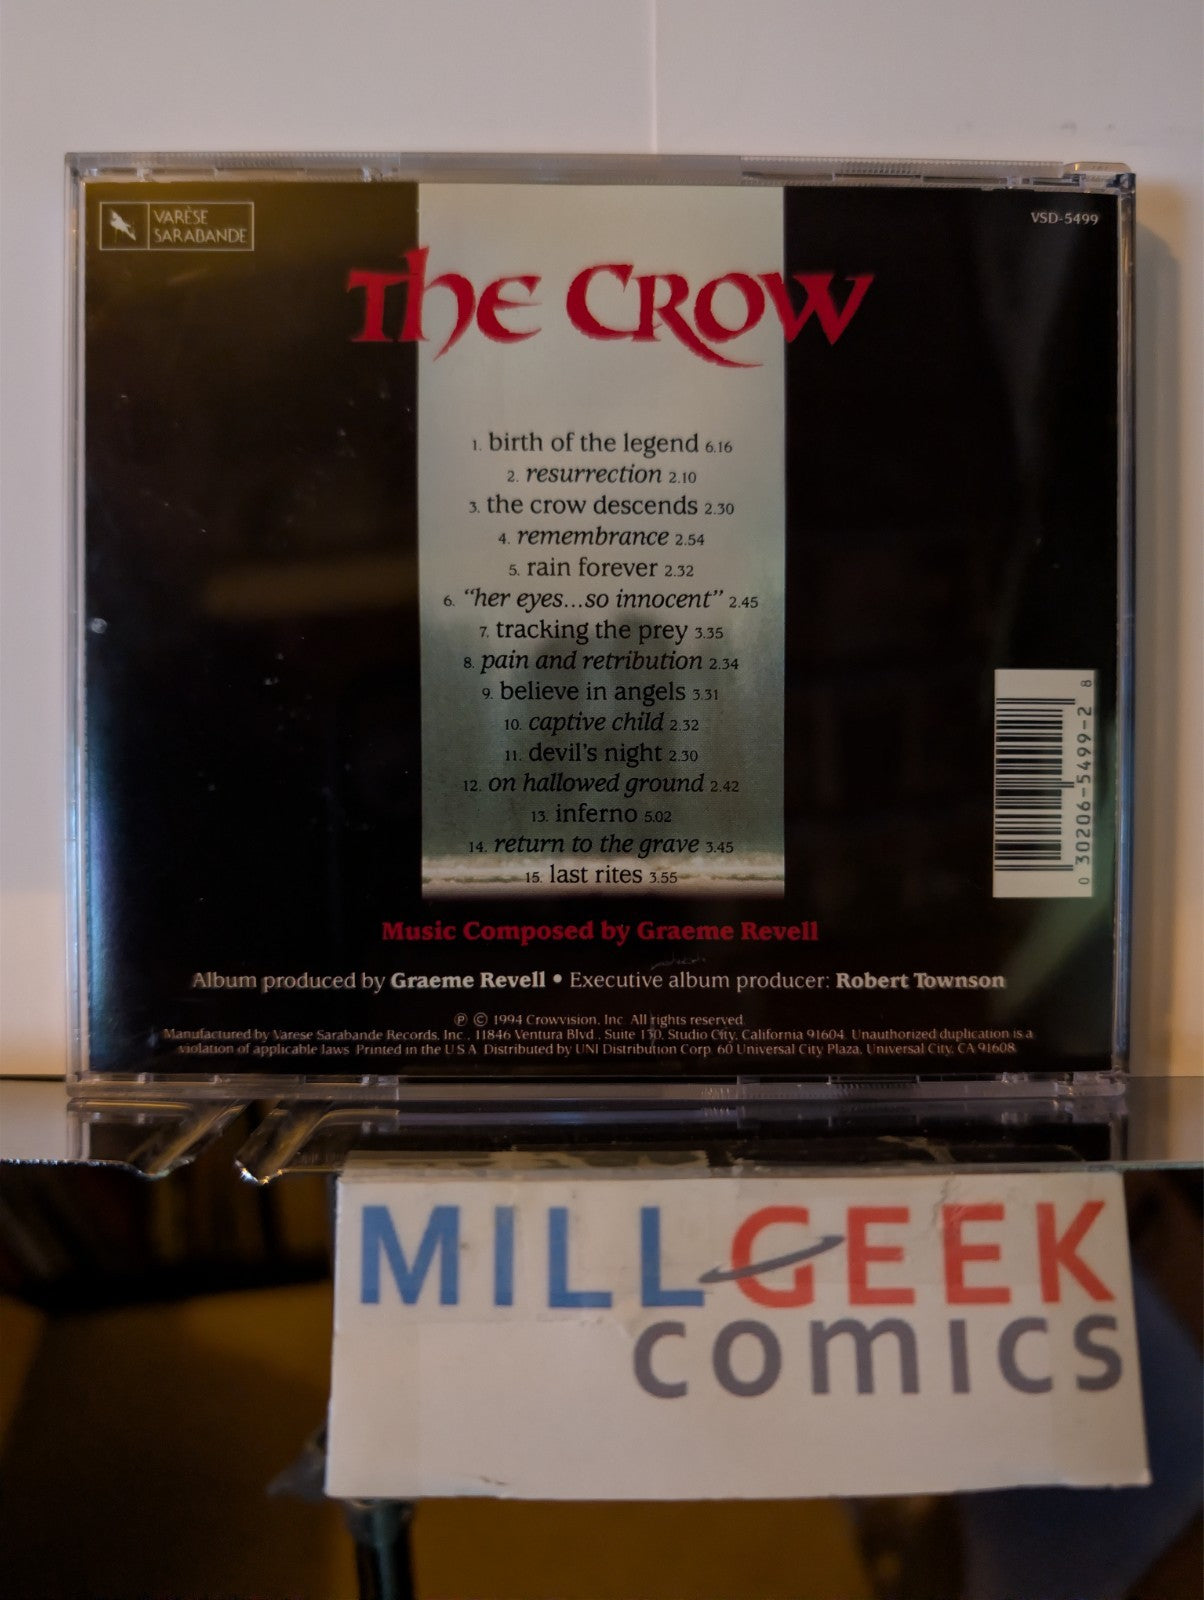 VARÈSE
SARABANDE
VSD-5499
The Crow
1. birth of the legend 6.16
2. resurrection 2.10
3. the crow descends 2.30
4. remembrance 2.54
5. rain forever 2.32
6. “her eyes...so innocent” 2.45
7. tracking the prey 3.35
8. pain and retribution 2.34
9. believe in angels 3.31
10. captive child 2.32
11. devil's night 2.30
12. on hallowed ground 2.42
13. inferno 5.02
14. return to the grave 3.45
15. last rites 3.55
0 30206-5499-2 8
Music Composed by Graeme Revell
Album produced by Graeme Revell • Executive album producer: Robert Townson
℗ © 1994 Crowvision, Inc. All rights reserved.
Manufactured by Varese Sarabande Records, Inc., 11846 Ventura Blvd., Suite 130, Studio City, California 91604. Unauthorized duplication is a
violation of applicable laws. Printed in the U.S.A. Distributed by UNI Distribution Corp. 60 Universal City Plaza, Universal City, CA 91608.
MILLGEEK
comics